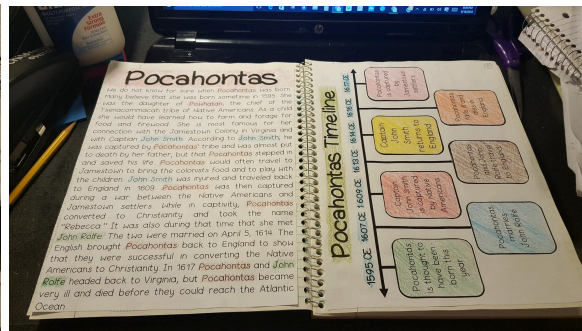 Extra
Strong
Formula
Pocahontas
We do not know for sure when Pocahontas was born,
many believe that she was born sometime in 1595. She
was the daughter of Powhatan, the chief of the
Tsenacommacah tribe of Native Americans. As a child
she would have learned how to farm and forage for
food and firewood. She is most famous for her
connection with the Jamestown Colony in Virginia and
with Captain John Smith. According to John Smith, he
was captured by Pocahontas' tribe and was almost put
to death by her father, but that Pocahontas stepped in
and saved his life. Pocahontas would often travel to
Jamestown to bring the colonists food and to play with
the children. John Smith was injured and traveled back
to England in 1609. Pocahontas was then captured
during a war between the Native Americans and
Jamestown settlers while in captivity, Pocahontas
converted to Christianity and took the name
"Rebecca." It was also during that time that she met
John Rolfe. The two were married on April 5, 1614. The
English brought Pocahontas back to England to show
that they were successful in converting the Native
Americans to Christianity. In 1617 Pocahontas and John
Rolfe headed back to Virginia, but Pocahontas became
very ill and died before they could reach the Atlantic
Ocean
Pocahontas Timeline
1595 CE 1607 CE 1609 CE 1613 CE 1614 CE 1616 CE 1617 CE
Pocahontas
is thought to
have been
born this
year
Captain
John Smith
is captured
by Native
Americans
Captain
John
Smith
returns to
England
Pocahontas
is captured
by
Jamestown
settlers
Pocahontas
marries
John Rolfe
Pocahontas